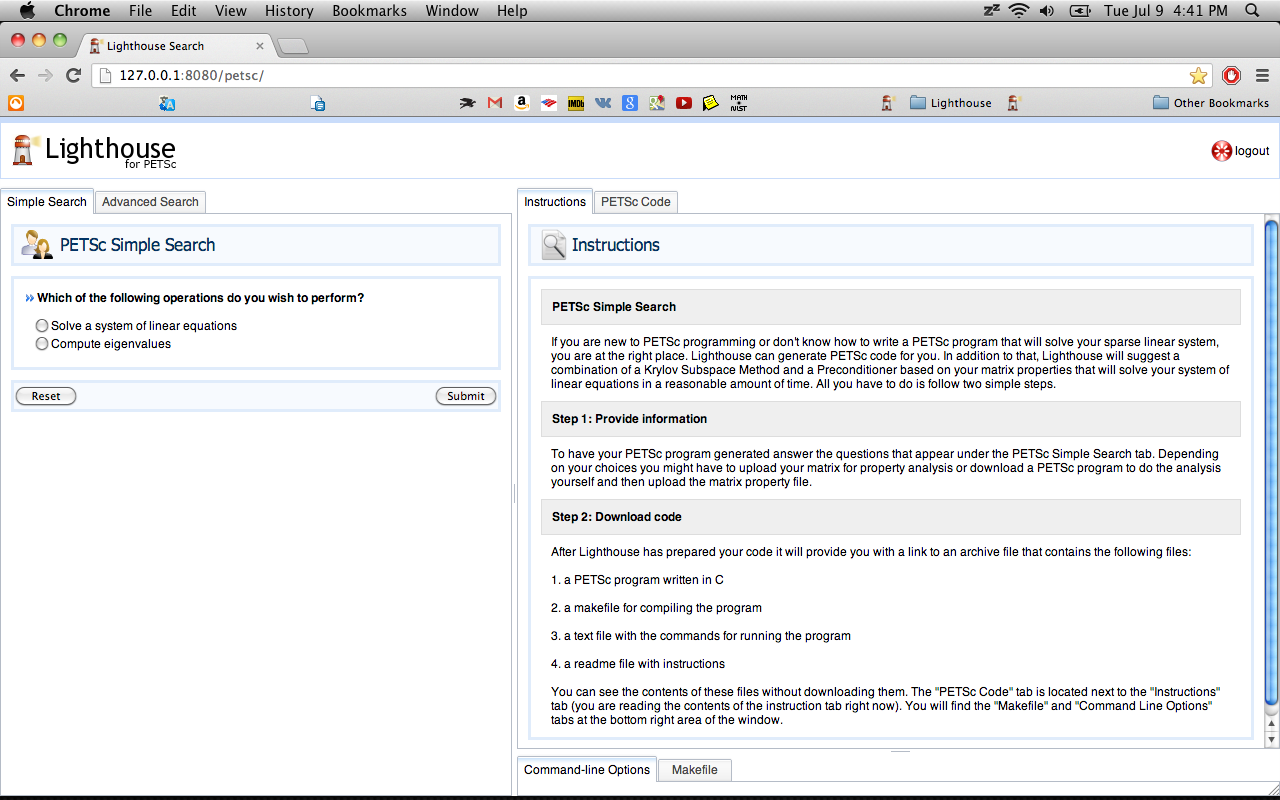 Chrome File Edit View History Bookmarks Window Help Tue Jul 9 4:41 PM
Lighthouse Search
127.0.0.1:8080/petsc/
IMDb 8 MATH NIST Lighthouse Other Bookmarks
Lighthouse
for PETSc
logout
Simple Search Advanced Search
PETSc Simple Search
Which of the following operations do you wish to perform?
Solve a system of linear equations
Compute eigenvalues
Reset Submit
Instructions PETSc Code
Instructions
PETSc Simple Search
If you are new to PETSc programming or don't know how to write a PETSc program that will solve your sparse linear system,
you are at the right place. Lighthouse can generate PETSc code for you. In addition to that, Lighthouse will suggest a
combination of a Krylov Subspace Method and a Preconditioner based on your matrix properties that will solve your system of
linear equations in a reasonable amount of time. All you have to do is follow two simple steps.
Step 1: Provide information
To have your PETSc program generated answer the questions that appear under the PETSc Simple Search tab. Depending
on your choices you might have to upload your matrix for property analysis or download a PETSc program to do the analysis
yourself and then upload the matrix property file.
Step 2: Download code
After Lighthouse has prepared your code it will provide you with a link to an archive file that contains the following files:
1. a PETSc program written in C
2. a makefile for compiling the program
3. a text file with the commands for running the program
4. a readme file with instructions
You can see the contents of these files without downloading them. The "PETSc Code" tab is located next to the "Instructions"
tab (you are reading the contents of the instruction tab right now). You will find the "Makefile" and "Command Line Options"
tabs at the bottom right area of the window.
Command-line Options Makefile